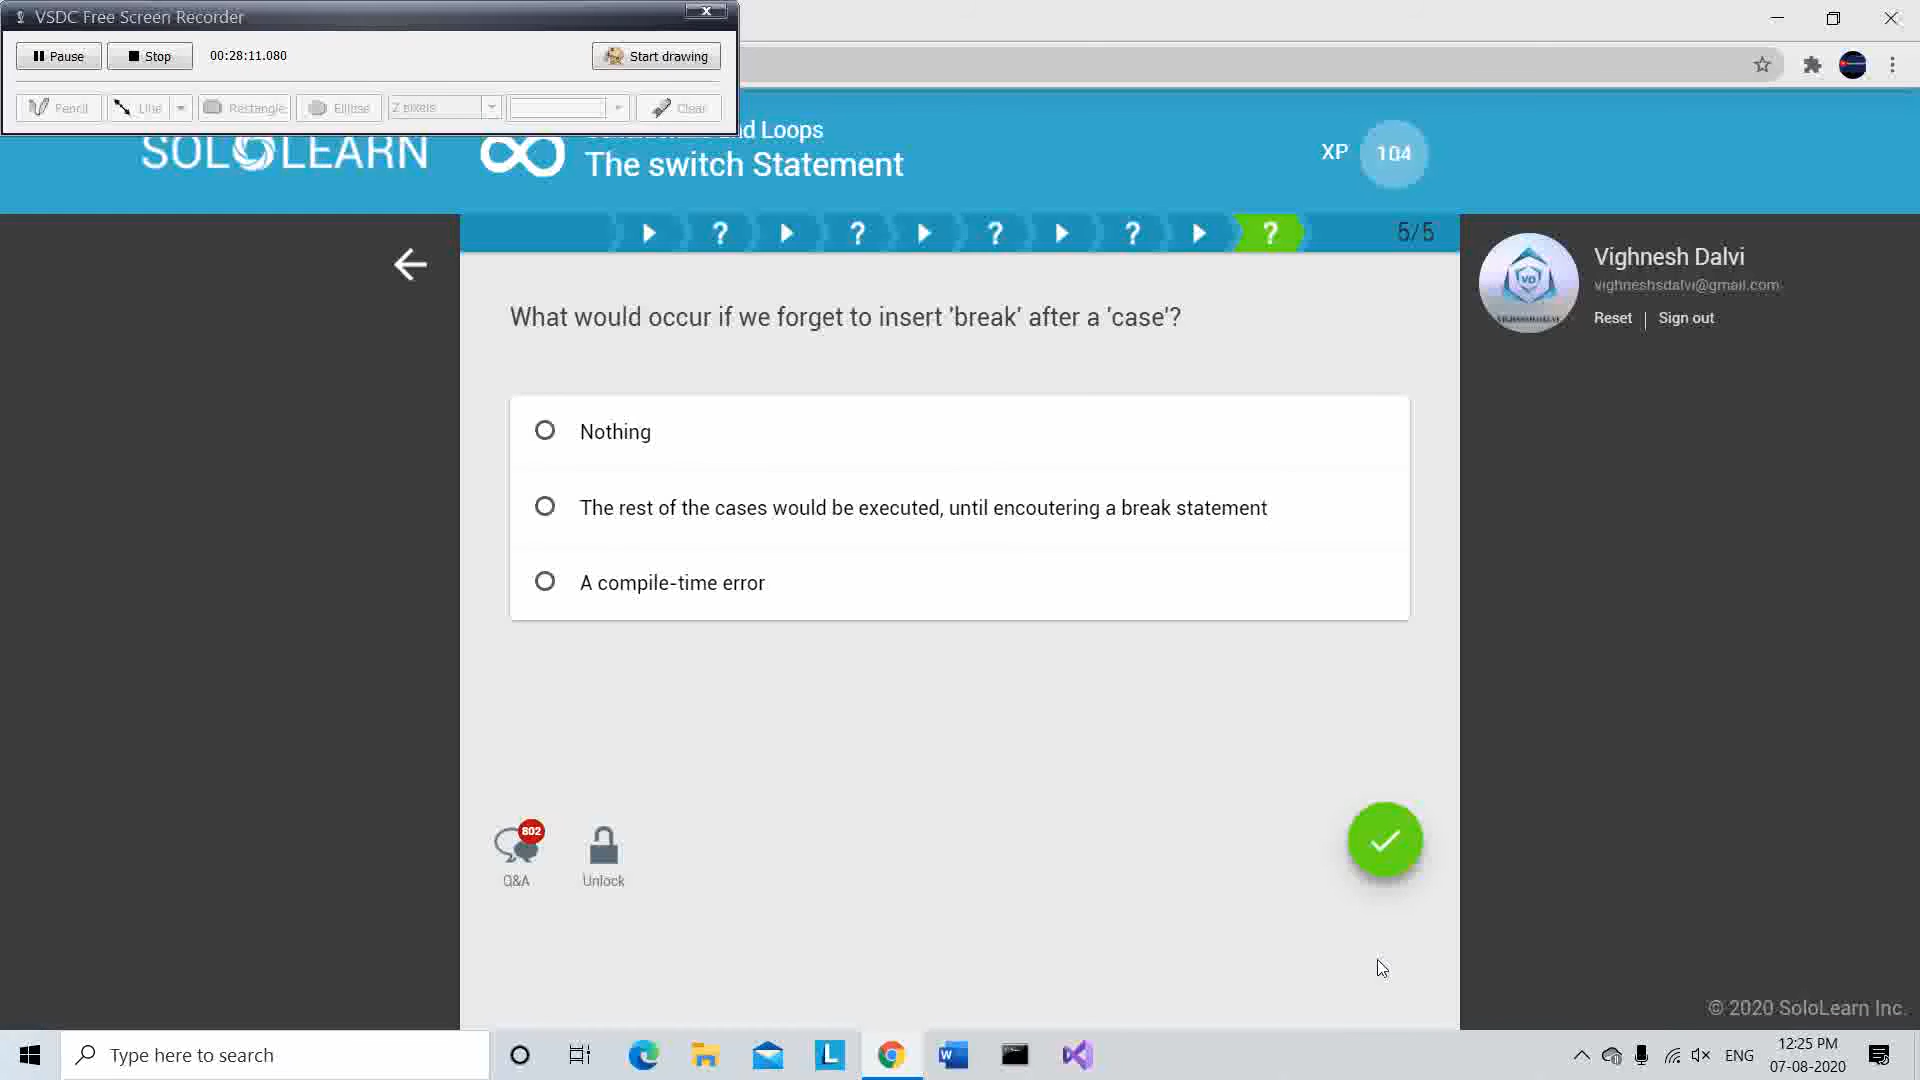 VSDC Free Screen Recorder
Pause
Stop
00:28:11.080
Start drawing
Pencil
Line
Rectangle
Ellipse
2 pixels
Clear
SOLOLEARN
nd Loops
The switch Statement
XP
104
? ? ? ? ?
5/5
Vighnesh Dalvi
vighneshsdalvi@gmail.com
Reset | Sign out
VD
What would occur if we forget to insert 'break' after a 'case'?
Nothing
The rest of the cases would be executed, until encoutering a break statement
A compile-time error
802
Q&A
Unlock
© 2020 SoloLearn Inc.
Type here to search
L
W
ENG
12:25 PM
07-08-2020